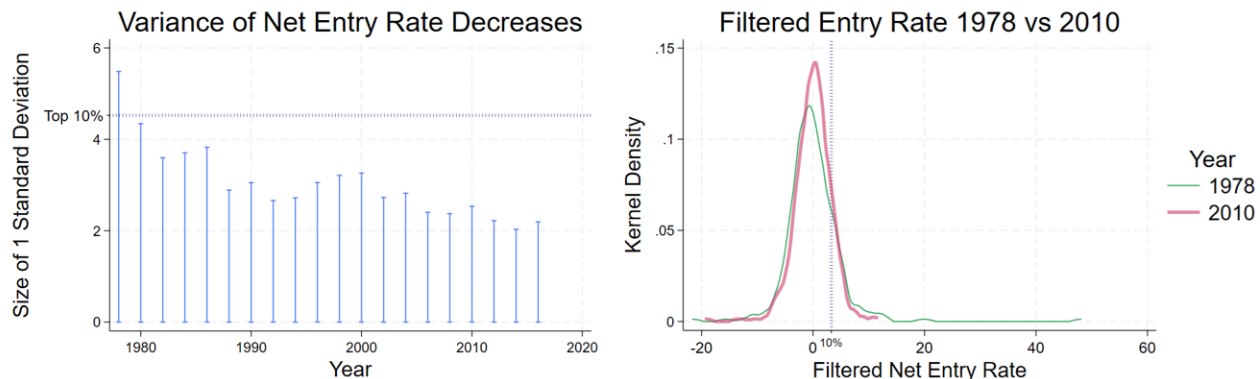 Variance of Net Entry Rate Decreases
Size of 1 Standard Deviation
6
Top 10%
4
2
0
1980
1990
2000
2010
2020
Year
Filtered Entry Rate 1978 vs 2010
Kernel Density
.15
.1
.05
0
-20
0
10%
20
40
60
Filtered Net Entry Rate
Year
1978
2010